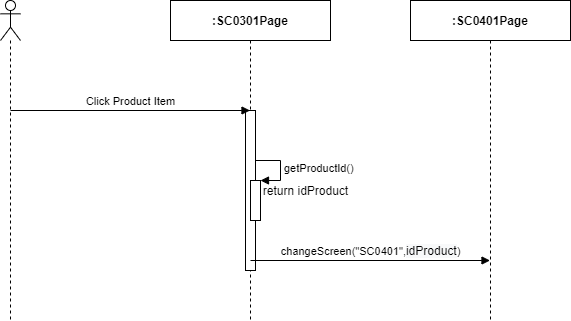 :SC0301Page
:SC0401Page
Click Product Item
getProductId()
return idProduct
changeScreen("SC0401",idProduct)